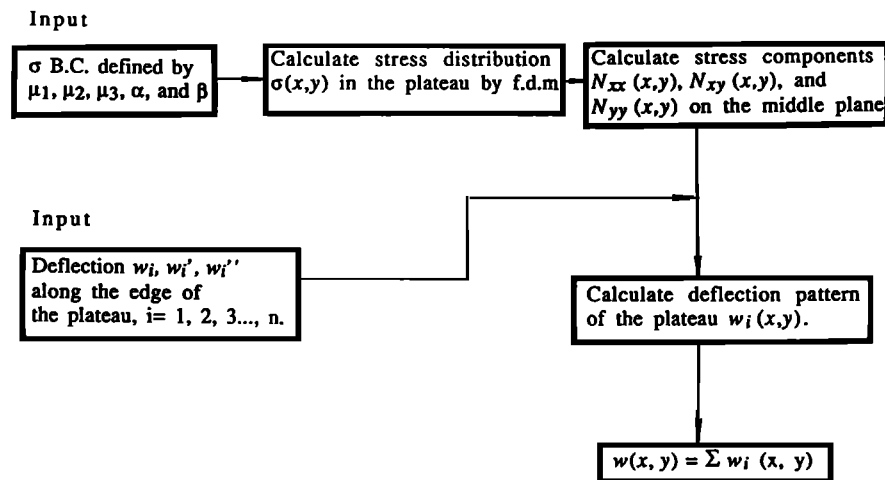 Input
σ B.C. defined by
μ1, μ2, μ3, α, and β
Calculate stress distribution
σ(x,y) in the plateau by f.d.m
Calculate stress components
Nxx (x,y), Nxy (x,y), and
Nyy (x,y) on the middle plane
Input
Deflection wi, wi', wi''
along the edge of
the plateau, i= 1, 2, 3..., n.
Calculate deflection pattern
of the plateau wi (x,y).
w(x, y) = Σ wi (x, y)